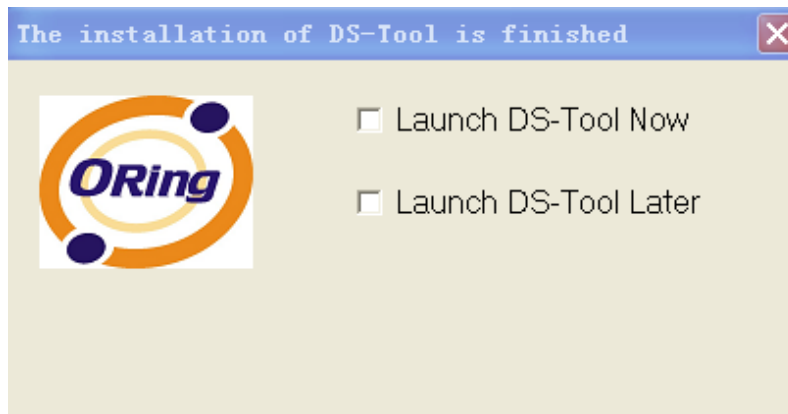 The installation of DS-Tool is finished
ORing
Launch DS-Tool Now
Launch DS-Tool Later